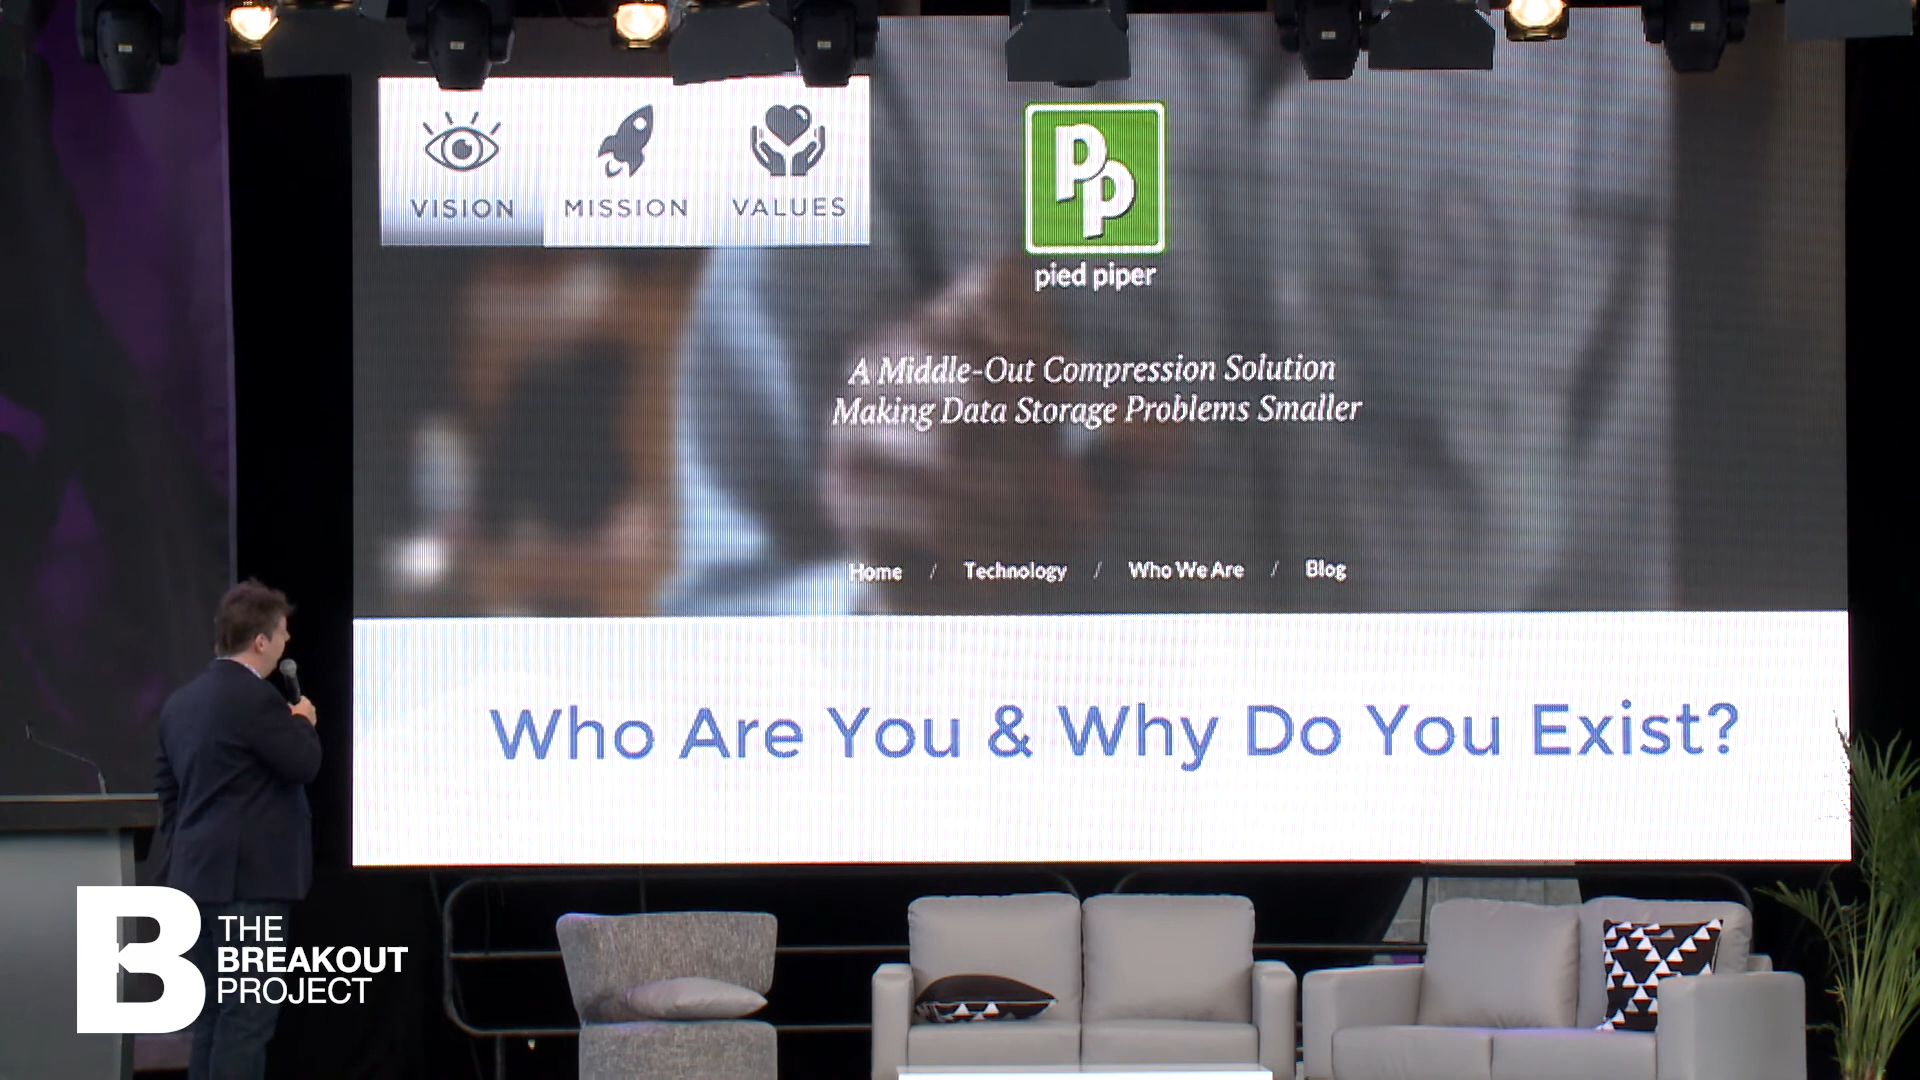 VISION MISSION VALUES
pp
pied piper
A Middle-Out Compression Solution
Making Data Storage Problems Smaller
Home / Technology / Who We Are / Blog
Who Are You & Why Do You Exist?
B
THE
BREAKOUT
PROJECT